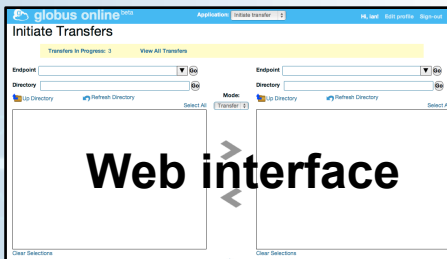 globus online beta
Application: Initiate transfer
Hi, ian! Edit profile Sign-out
Initiate Transfers
Transfers In Progress: 3 View All Transfers
Endpoint Go
Directory Go
Up Directory Refresh Directory
Select All
Mode:
Transfer
Endpoint Go
Directory Go
Up Directory Refresh Directory
Select A
Web interface
Clear Selections
Clear Selections